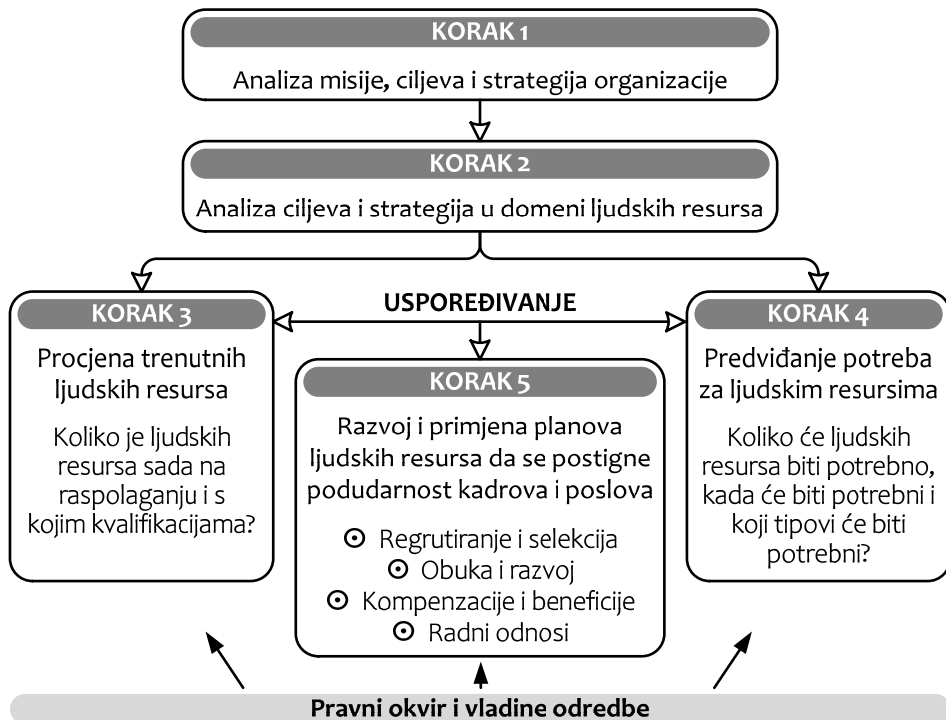 KORAK 1
Analiza misije, ciljeva i strategija organizacije
KORAK 2
Analiza ciljeva i strategija u domeni ljudskih resursa
USPOREĐIVANJE
KORAK 3
Procjena trenutnih
ljudskih resursa
Koliko je ljudskih
resursa sada na
raspolaganju i s
kojim kvalifikacijama?
KORAK 5
Razvoj i primjena planova
ljudskih resursa da se postigne
podudarnost kadrova i poslova
Regrutiranje i selekcija
Obuka i razvoj
Kompenzacije i beneficije
Radni odnosi
KORAK 4
Predviđanje potreba
za ljudskim resursima
Koliko će ljudskih
resursa biti potrebno,
kada će biti potrebni i
koji tipovi će biti
potrebni?
Pravni okvir i vladine odredbe